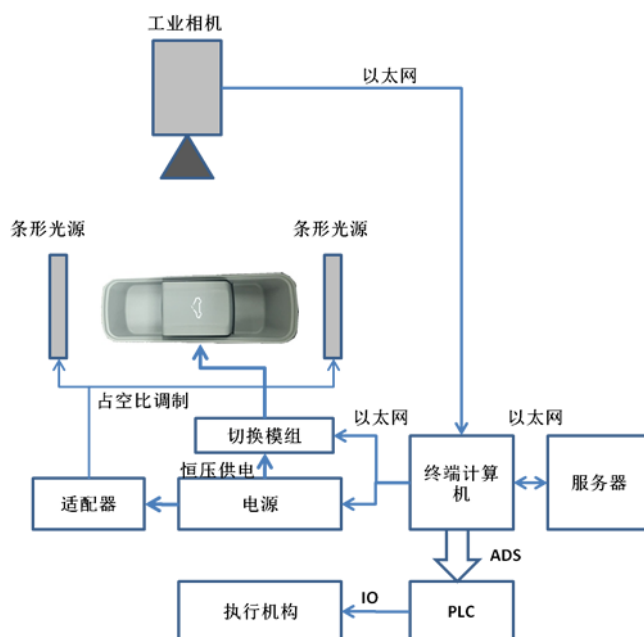 工业相机
以太网
条形光源
条形光源
占空比调制
以太网
以太网
切换模组
恒压供电
终端计算
机
服务器
适配器
电源
ADS
执行机构
IO
PLC